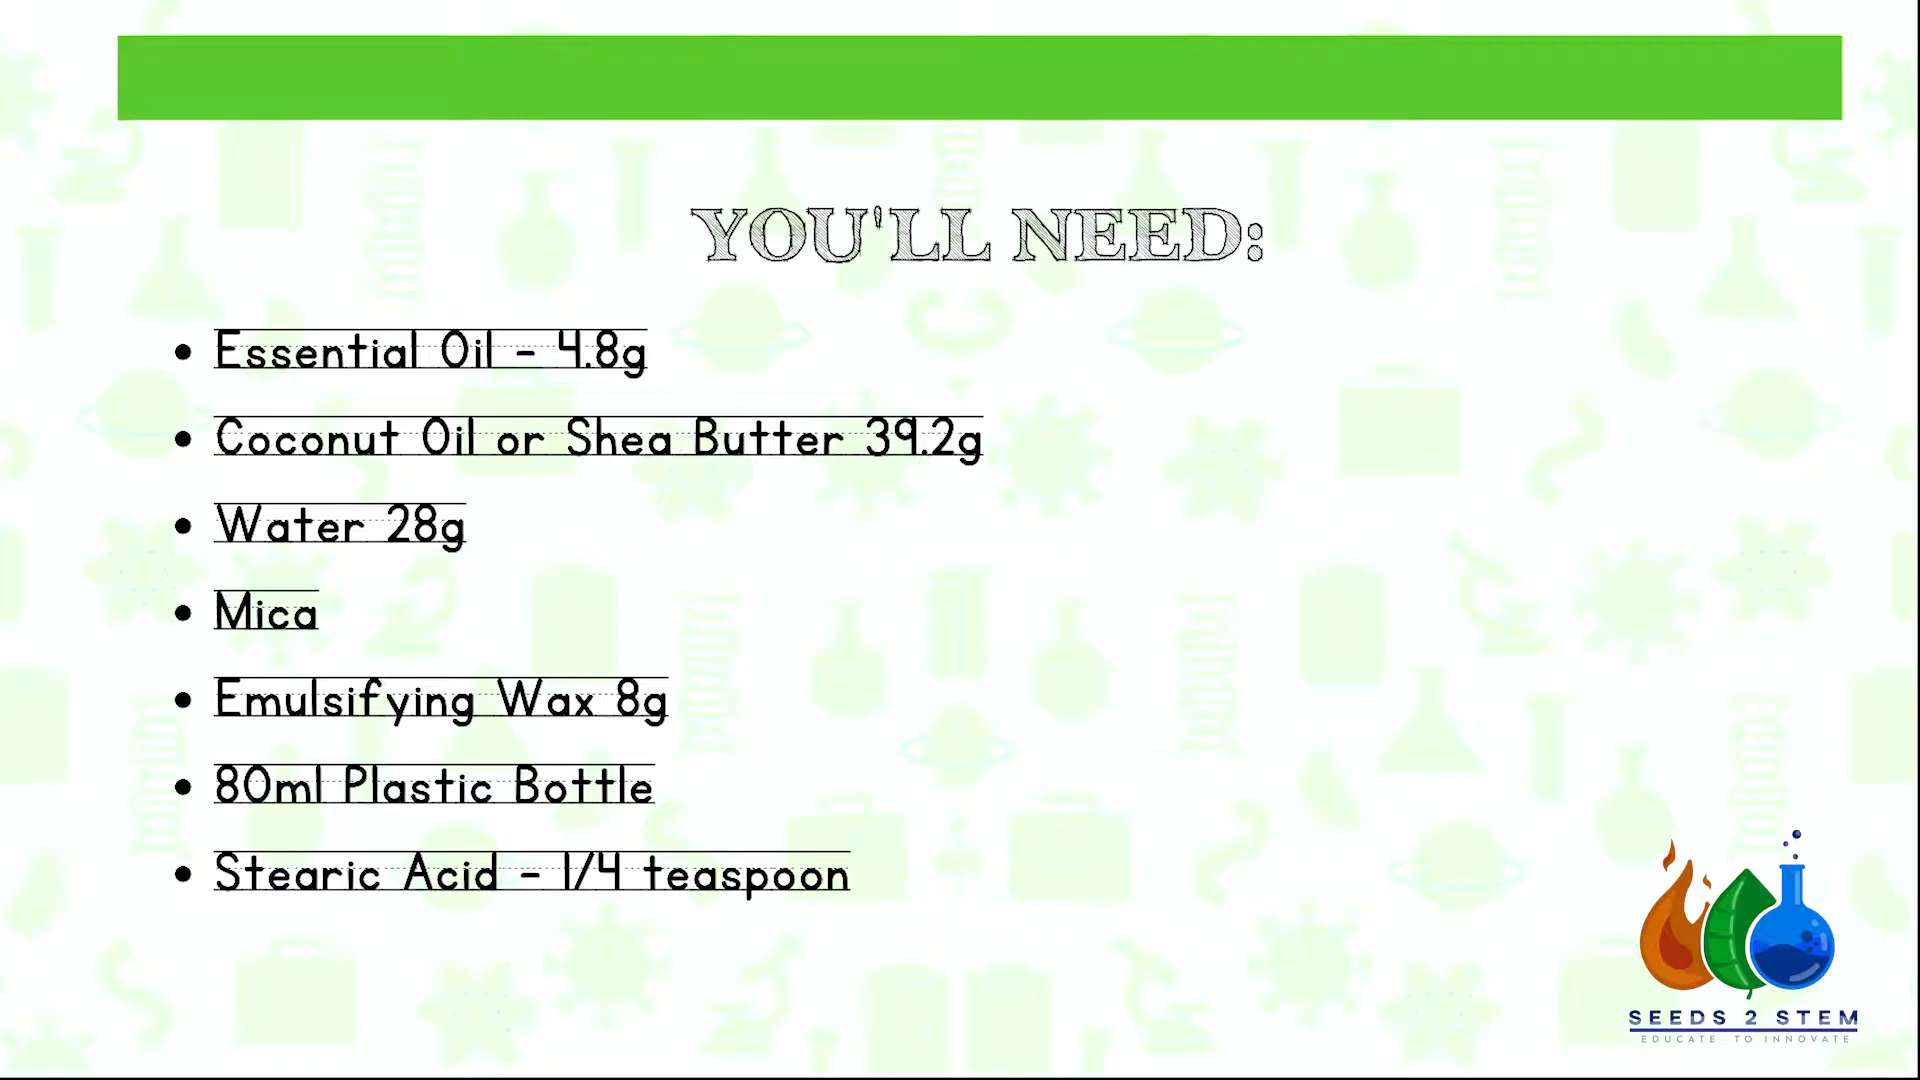 YOU'LL NEED:
Essential Oil - 4.8g
Coconut Oil or Shea Butter 39.2g
Water 28g
Mica
Emulsifying Wax 8g
80ml Plastic Bottle
Stearic Acid - 1/4 teaspoon
SEEDS 2 STEM
EDUCATE TO INNOVATE